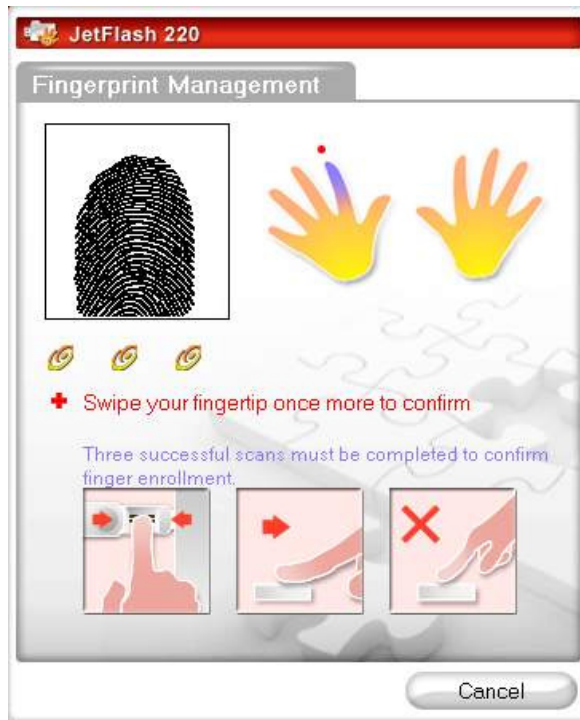 JetFlash 220
Fingerprint Management
Swipe your fingertip once more to confirm
Three successful scans must be completed to confirm
finger enrollment.
Cancel